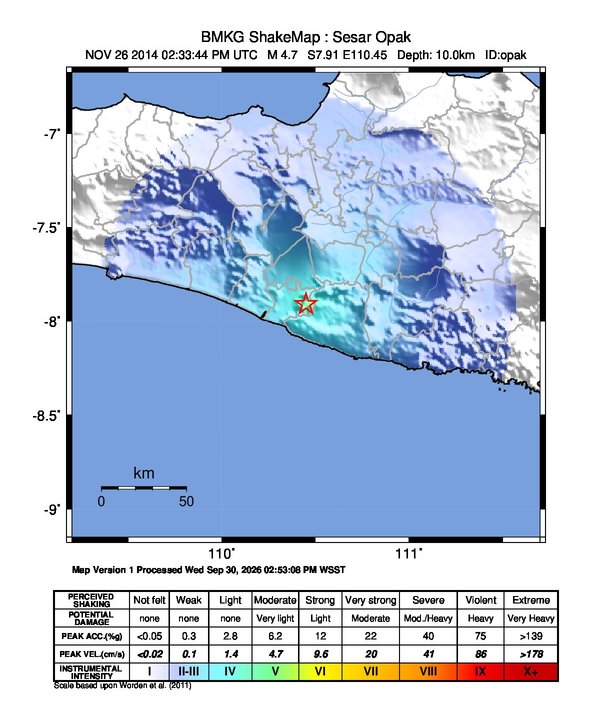 BMKG ShakeMap : Sesar Opak
NOV 26 2014 02:33:44 PM UTC M 4.7 S7.91 E110.45 Depth: 10.0km ID:opak
-7˚
-7.5˚
-8˚
-8.5˚
-9˚
km
0 50
110˚ 111˚
Map Version 1 Processed Wed Sep 30, 2026 02:53:08 PM WSST
PERCEIVED SHAKING Not felt Weak Light Moderate Strong Very strong Severe Violent Extreme
POTENTIAL DAMAGE none none none Very light Light Moderate Mod./Heavy Heavy Very Heavy
PEAK ACC.(%g) <0.05 0.3 2.8 6.2 12 22 40 75 >139
PEAK VEL.(cm/s) <0.02 0.1 1.4 4.7 9.6 20 41 86 >178
INSTRUMENTAL INTENSITY I II-III IV V VI VII VIII IX X+
Scale based upon Worden et al. (2011)